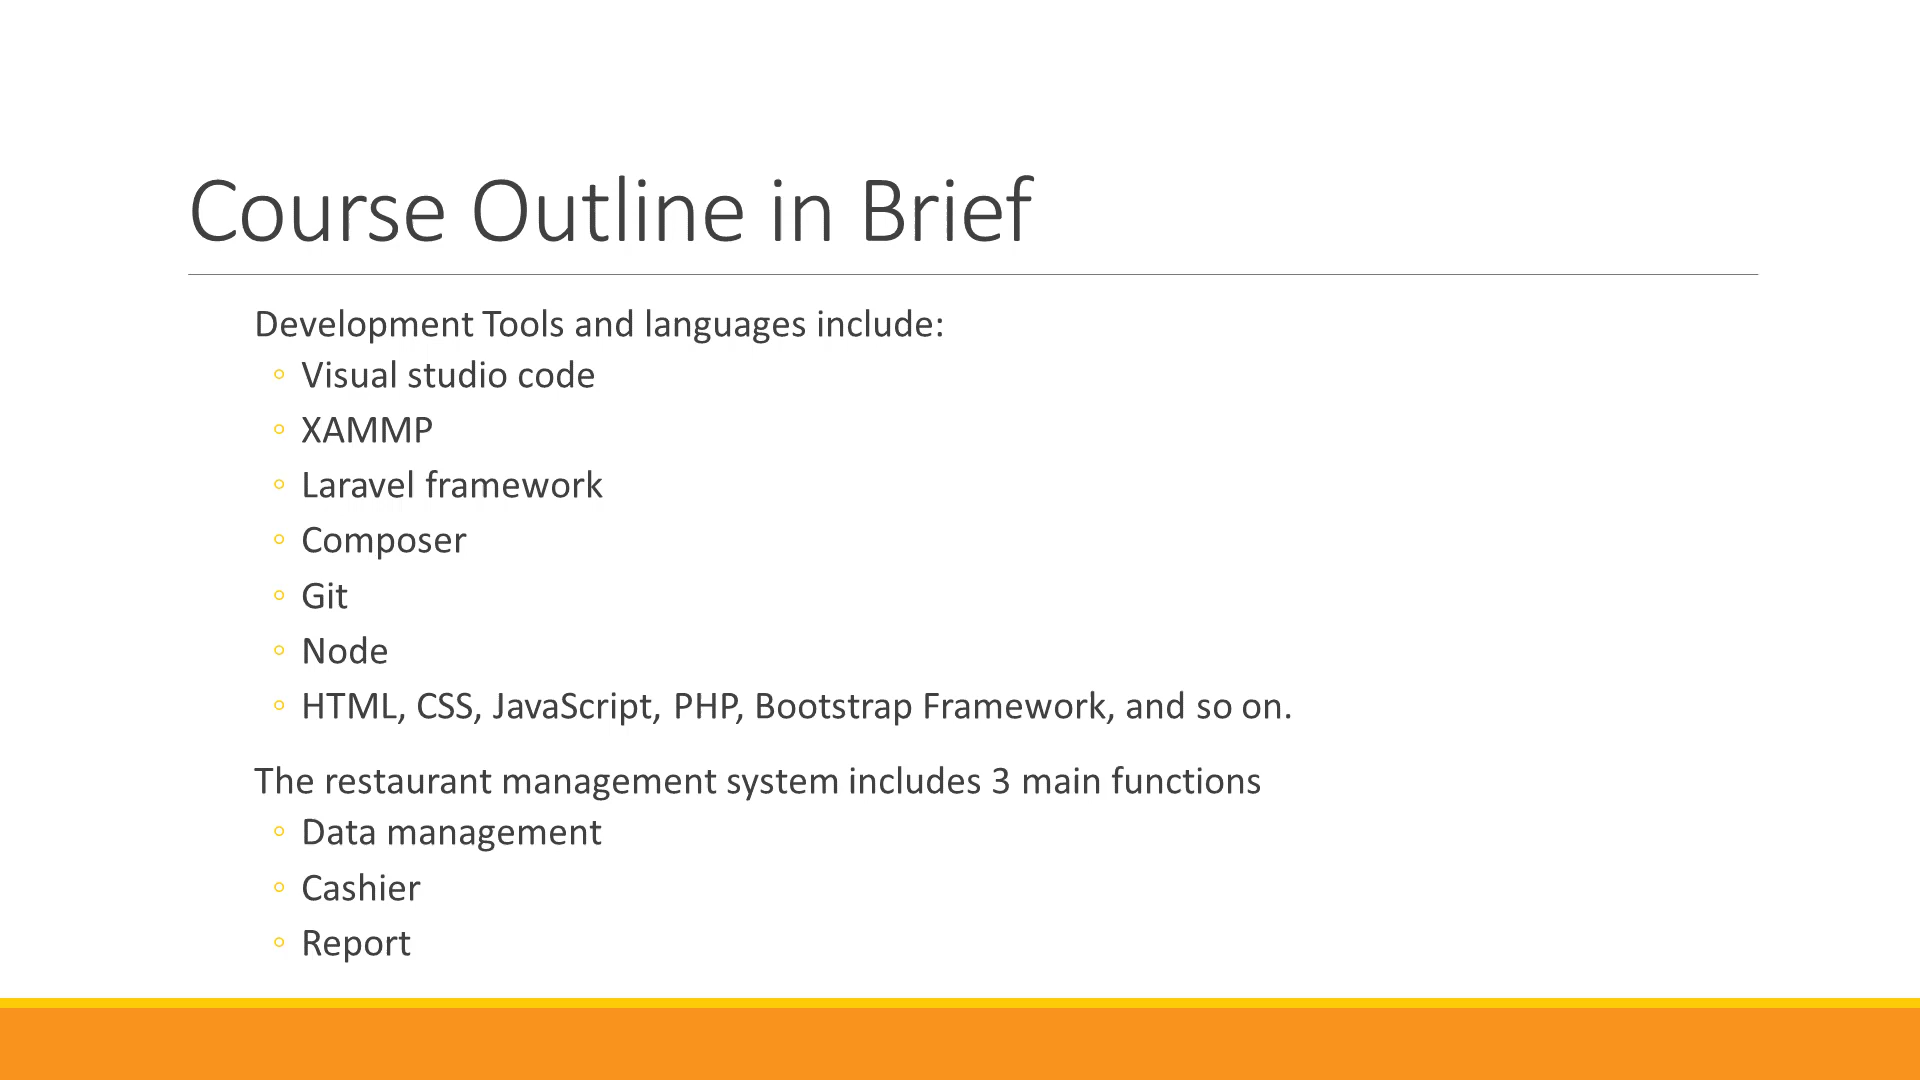 Course Outline in Brief
Development Tools and languages include:
◦ Visual studio code
◦ XAMMP
◦ Laravel framework
◦ Composer
◦ Git
◦ Node
◦ HTML, CSS, JavaScript, PHP, Bootstrap Framework, and so on.
The restaurant management system includes 3 main functions
◦ Data management
◦ Cashier
◦ Report